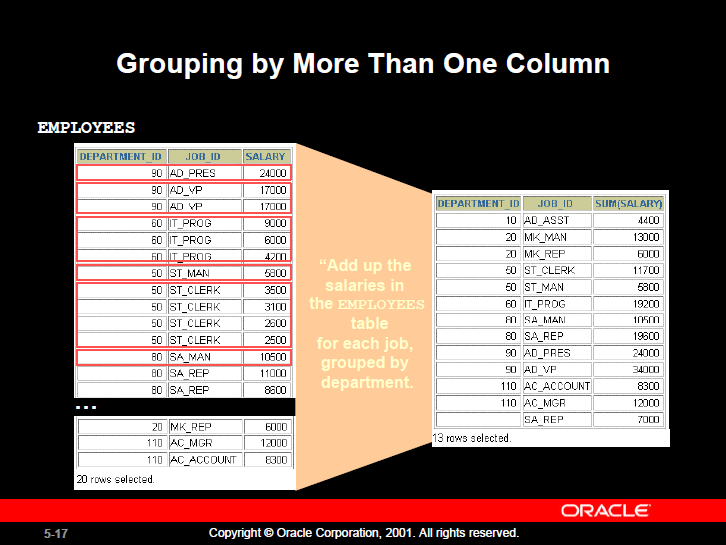 Grouping by More Than One Column
EMPLOYEES
DEPARTMENT_ID JOB_ID SALARY
90 AD_PRES 24000
90 AD_VP 17000
90 AD_VP 17000
60 IT_PROG 9000
60 IT_PROG 6000
60 IT_PROG 4200
50 ST_MAN 5800
50 ST_CLERK 3500
50 ST_CLERK 3100
50 ST_CLERK 2600
50 ST_CLERK 2500
80 SA_MAN 10500
80 SA_REP 11000
80 SA_REP 8600
...
20 MK_REP 6000
110 AC_MGR 12000
110 AC_ACCOUNT 8300
20 rows selected.
“Add up the
salaries in
the EMPLOYEES
table
for each job,
grouped by
department.
DEPARTMENT_ID JOB_ID SUM(SALARY)
10 AD_ASST 4400
20 MK_MAN 13000
20 MK_REP 6000
50 ST_CLERK 11700
50 ST_MAN 5800
60 IT_PROG 19200
80 SA_MAN 10500
80 SA_REP 19600
90 AD_PRES 24000
90 AD_VP 34000
110 AC_ACCOUNT 8300
110 AC_MGR 12000
SA_REP 7000
13 rows selected.
ORACLE®
5-17
Copyright © Oracle Corporation, 2001. All rights reserved.